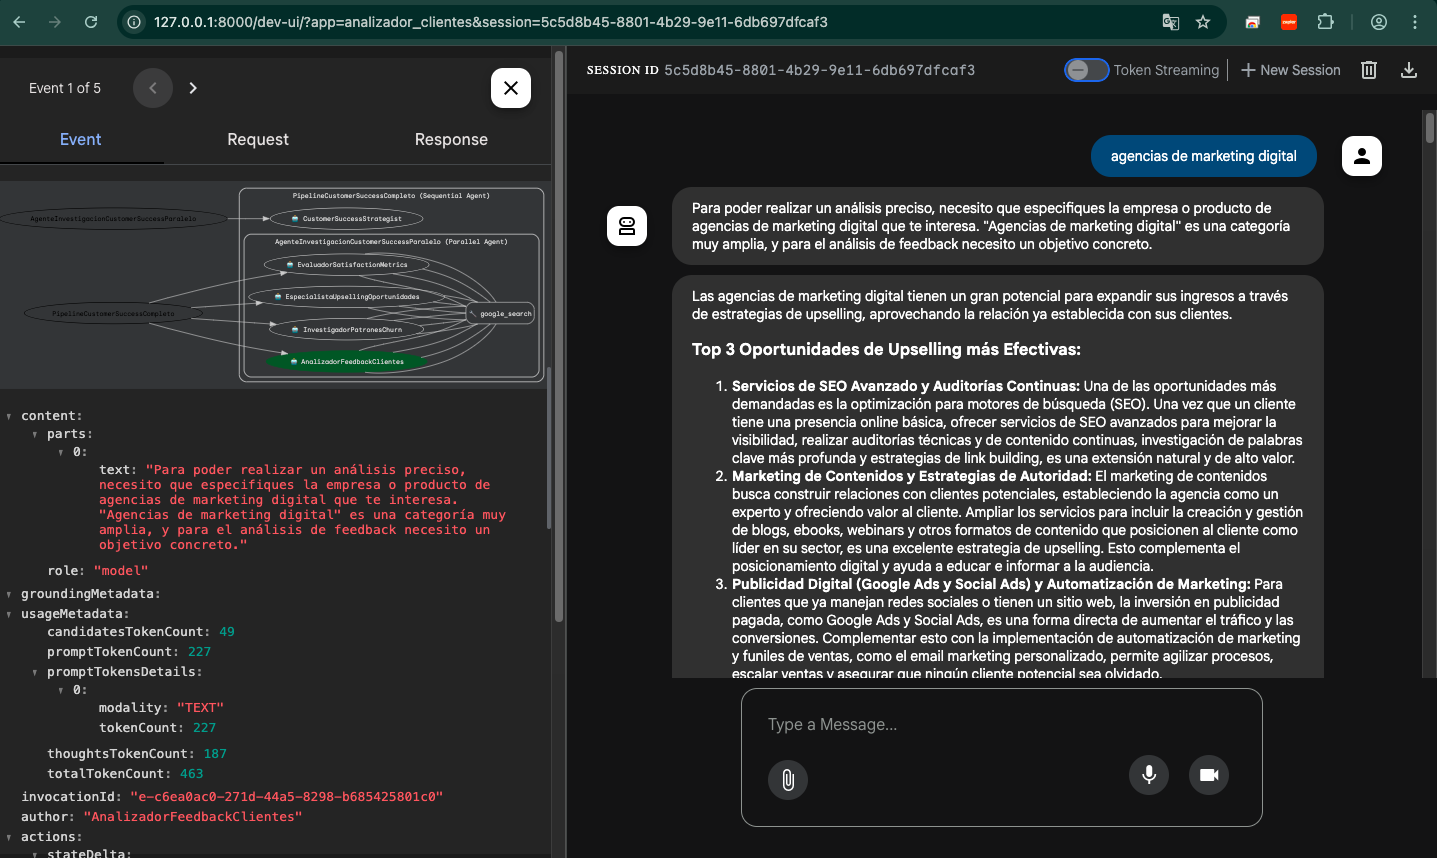 127.0.0.1:8000/dev-ui/?app=analizador_clientes&session=5c5d8b45-8801-4b29-9e11-6db697dfcaf3
Event 1 of 5
Event
Request
Response
PipelineCustomerSuccessCompleto (Sequential Agent)
AgenteInvestigacionCustomerSuccessParalelo
CustomerSuccessStrategist
AgenteInvestigacionCustomerSuccessParalelo (Parallel Agent)
EvaluadorSatisfactionMetrics
EspecialistaUpsellingOportunidades
PipelineCustomerSuccessCompleto
google_search
InvestigadorPatronesChurn
AnalizadorFeedbackClientes
content:
parts:
0:
text: "Para poder realizar un análisis preciso,
necesito que especifiques la empresa o producto de
agencias de marketing digital que te interesa.
"Agencias de marketing digital" es una categoría muy
amplia, y para el análisis de feedback necesito un
objetivo concreto."
role: "model"
groundingMetadata:
usageMetadata:
candidatesTokenCount: 49
promptTokenCount: 227
promptTokensDetails:
0:
modality: "TEXT"
tokenCount: 227
thoughtsTokenCount: 187
totalTokenCount: 463
invocationId: "e-c6ea0ac0-271d-44a5-8298-b685425801c0"
author: "AnalizadorFeedbackClientes"
actions:
stateDelta:
SESSION ID 5c5d8b45-8801-4b29-9e11-6db697dfcaf3
Token Streaming
New Session
agencias de marketing digital
Para poder realizar un análisis preciso, necesito que especifiques la empresa o producto de
agencias de marketing digital que te interesa. "Agencias de marketing digital" es una categoría
muy amplia, y para el análisis de feedback necesito un objetivo concreto.
Las agencias de marketing digital tienen un gran potencial para expandir sus ingresos a través
de estrategias de upselling, aprovechando la relación ya establecida con sus clientes.
Top 3 Oportunidades de Upselling más Efectivas:
1. Servicios de SEO Avanzado y Auditorías Continuas: Una de las oportunidades más
demandadas es la optimización para motores de búsqueda (SEO). Una vez que un cliente
tiene una presencia online básica, ofrecer servicios de SEO avanzados para mejorar la
visibilidad, realizar auditorías técnicas y de contenido continuas, investigación de palabras
clave más profunda y estrategias de link building, es una extensión natural y de alto valor.
2. Marketing de Contenidos y Estrategias de Autoridad: El marketing de contenidos
busca construir relaciones con clientes potenciales, estableciendo la agencia como un
experto y ofreciendo valor al cliente. Ampliar los servicios para incluir la creación y gestión
de blogs, ebooks, webinars y otros formatos de contenido que posicionen al cliente como
líder en su sector, es una excelente estrategia de upselling. Esto complementa el
posicionamiento digital y ayuda a educar e informar a la audiencia.
3. Publicidad Digital (Google Ads y Social Ads) y Automatización de Marketing: Para
clientes que ya manejan redes sociales o tienen un sitio web, la inversión en publicidad
pagada, como Google Ads y Social Ads, es una forma directa de aumentar el tráfico y las
conversiones. Complementar esto con la implementación de automatización de marketing
y funiles de ventas, como el email marketing personalizado, permite agilizar procesos,
escalar ventas y asegurar que ningún cliente potencial sea olvidado.
Type a Message...